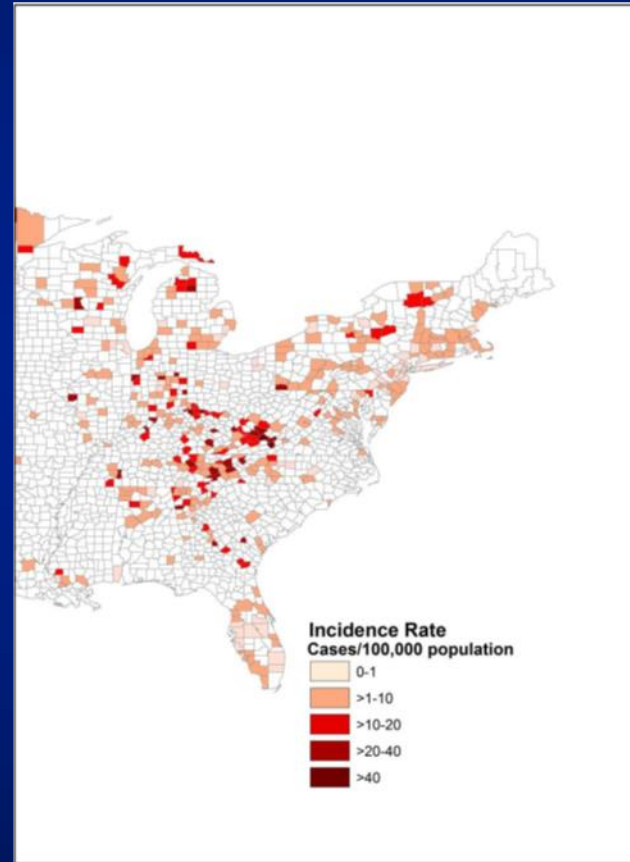 Incidence Rate
Cases/100,000 population
0-1
>1-10
>10-20
>20-40
>40